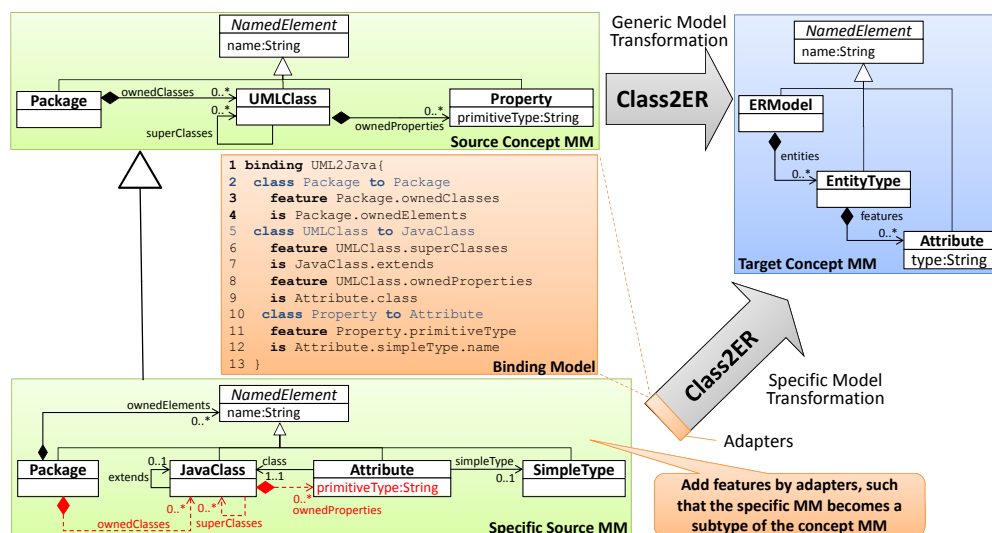 NamedElement
name:String
Package
ownedClasses
0..*
0..*
UMLClass
superClasses
0..*
ownedProperties
Property
primitiveType:String
Source Concept MM
Generic Model
Transformation
Class2ER
NamedElement
name:String
ERModel
entities
0..*
EntityType
features
0..*
Attribute
type:String
Target Concept MM
1 binding UML2Java{
2 class Package to Package
3 feature Package.ownedClasses
4 is Package.ownedElements
5 class UMLClass to JavaClass
6 feature UMLClass.superClasses
7 is JavaClass.extends
8 feature UMLClass.ownedProperties
9 is Attribute.class
10 class Property to Attribute
11 feature Property.primitiveType
12 is Attribute.simpleType.name
13 }
Binding Model
Class2ER
Specific Model
Transformation
Adapters
NamedElement
name:String
ownedElements
0..*
Package
0..1
extends
JavaClass
class
1..1
Attribute
primitiveType:String
simpleType
0..1
SimpleType
ownedClasses
0..*
0..*
superClasses
0..*
ownedProperties
Specific Source MM
Add features by adapters, such
that the specific MM becomes a
subtype of the concept MM